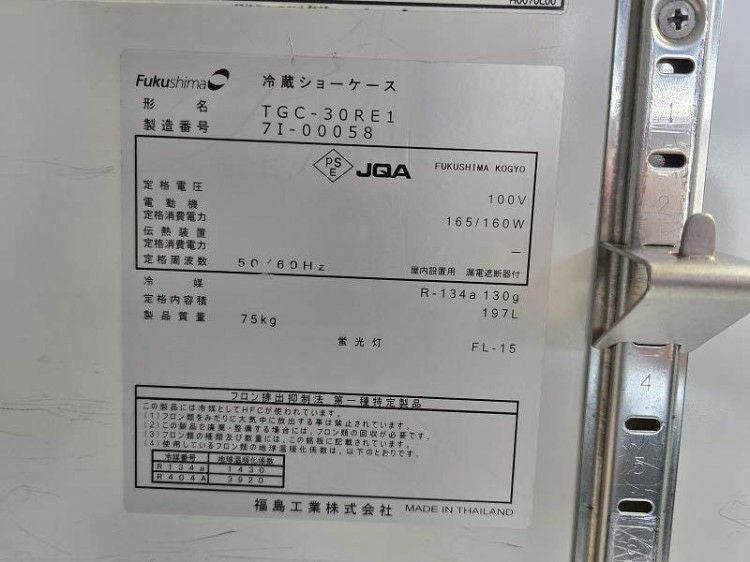 H0070L00
Fukushima 冷蔵ショーケース
形名 TGC-30RE1
製造番号 7I-00058
PSE JQA FUKUSHIMA KOGYO
定格電圧 100V
電動機
定格消費電力 165/160W
伝熱装置
定格消費電力 －
定格周波数 50/60Hz 屋内設置用 漏電遮断器付
冷媒 R-134a 130g
定格内容積 197L
製品質量 75kg
蛍光灯 FL-15
フロン排出抑制法 第一種特定製品
この製品には冷媒としてHFCが使われています。
(1)フロン類をみだりに大気中に放出する事は禁止されています。
(2)この製品を廃棄・整備する場合には、フロン類の回収が必要です。
(3)フロン類の種類及び数量には、この銘板に記載されています。
(4)使用しているフロン類の地球温暖化係数は、以下のとおりです。
冷媒番号 地球温暖化係数
R134a 1430
R404A 3920
福島工業株式会社 MADE IN THAILAND
1
2
4
5